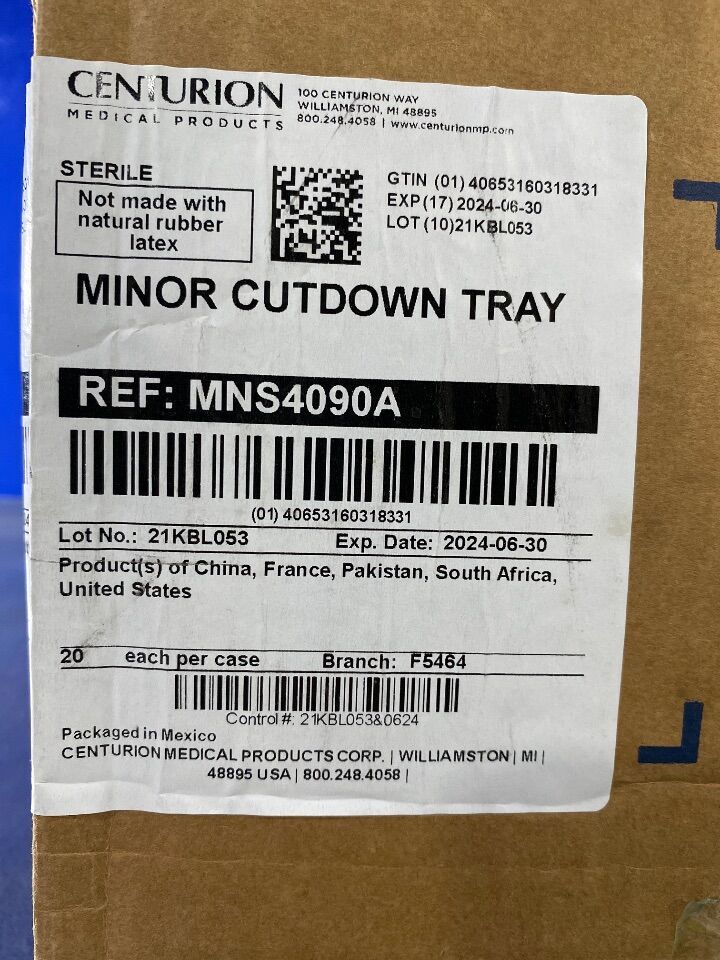 CENTURION
MEDICAL PRODUCTS
100 CENTURION WAY
WILLIAMSTON, MI 48895
800.248.4058 | www.centurionmp.com
STERILE
Not made with
natural rubber
latex
GTIN (01) 40653160318331
EXP (17) 2024-06-30
LOT (10)21KBL053
MINOR CUTDOWN TRAY
REF: MNS4090A
(01) 40653160318331
Lot No.: 21KBL053 Exp. Date: 2024-06-30
Product(s) of China, France, Pakistan, South Africa,
United States
20 each per case Branch: F5464
Control #: 21KBL053&0624
Packaged in Mexico
CENTURION MEDICAL PRODUCTS CORP. | WILLIAMSTON | MI |
48895 USA | 800.248.4058 |